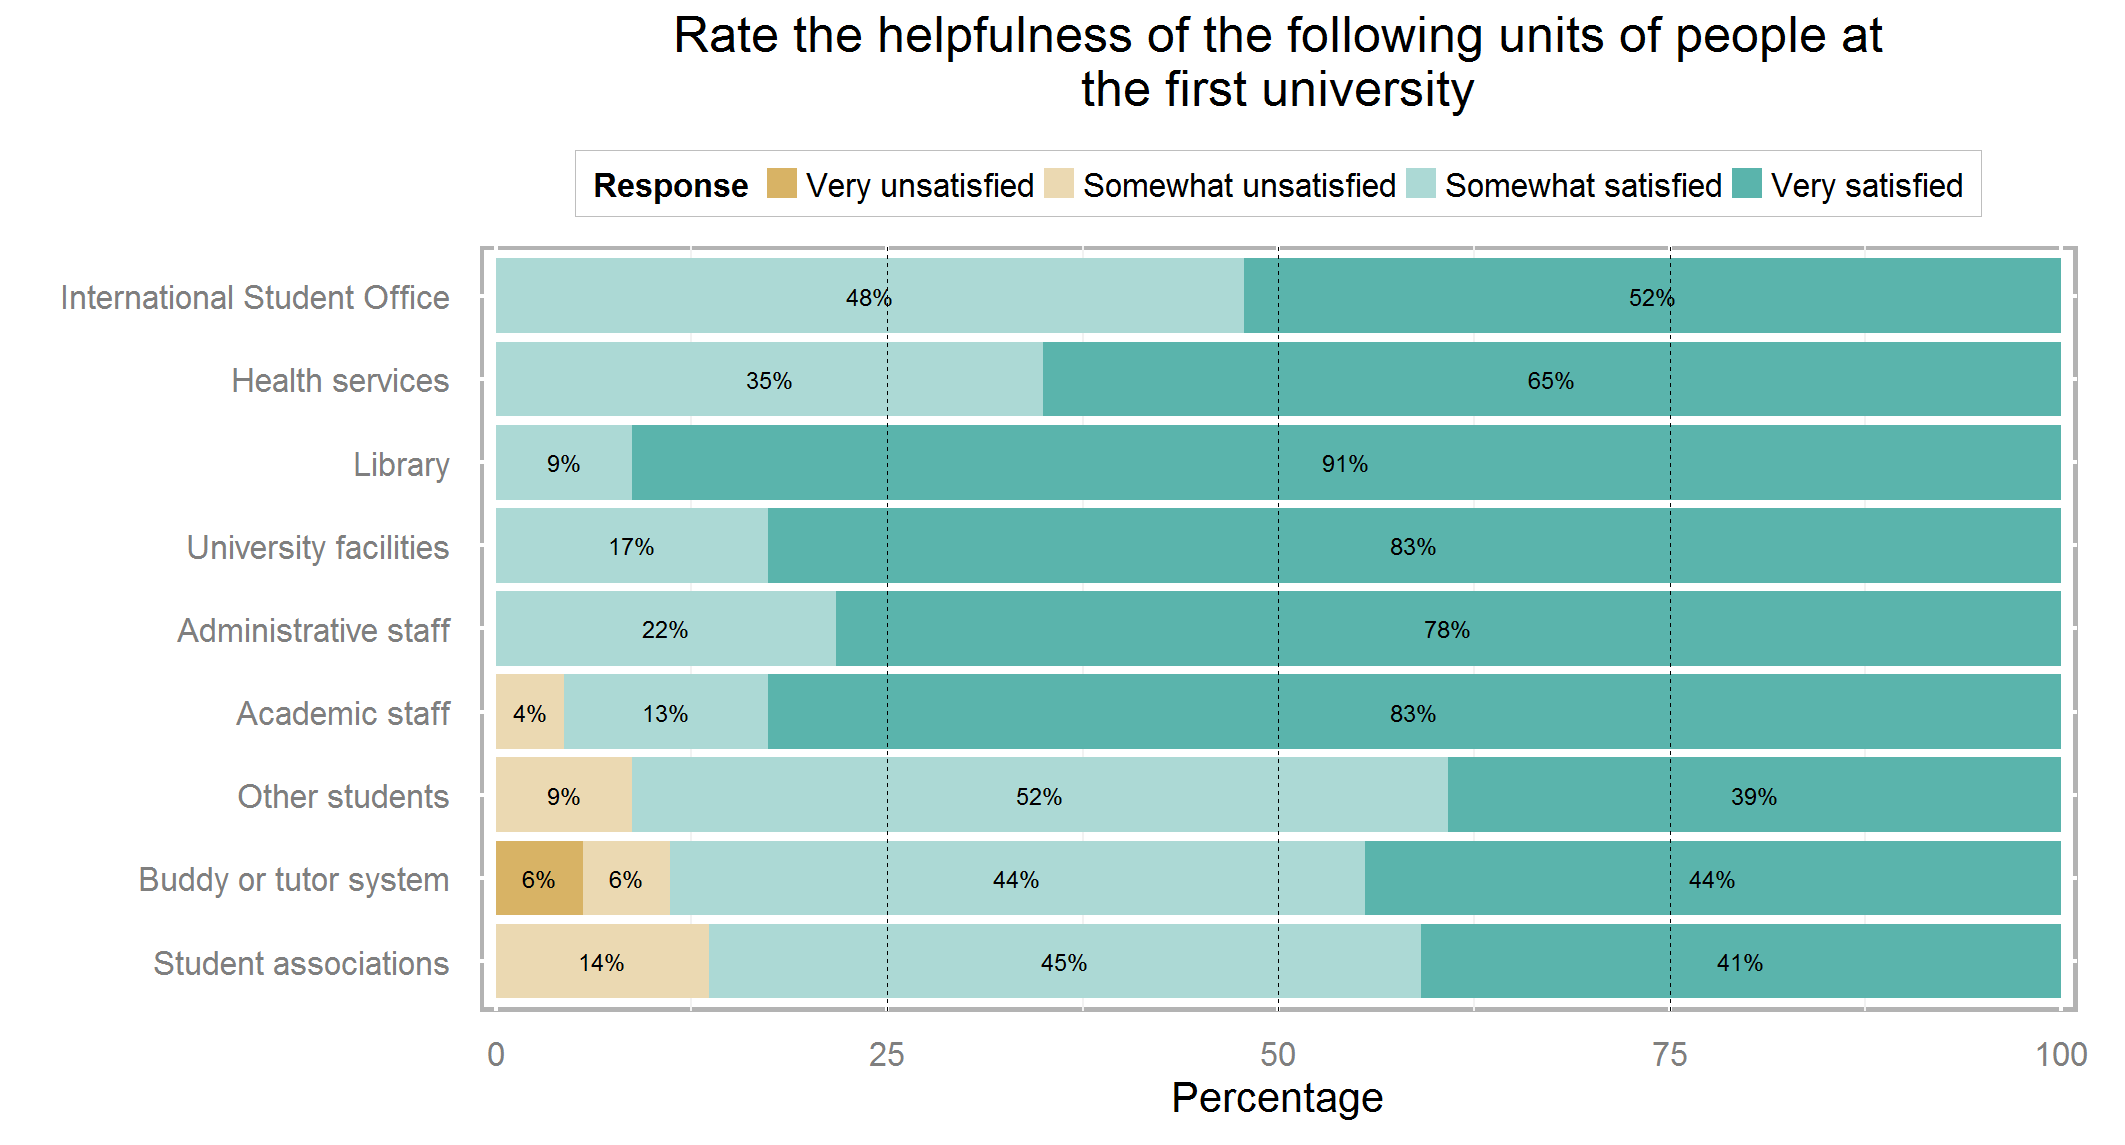 Rate the helpfulness of the following units of people at
the first university
Response Very unsatisfied Somewhat unsatisfied Somewhat satisfied Very satisfied
International Student Office 48% 52%
Health services 35% 65%
Library 9% 91%
University facilities 17% 83%
Administrative staff 22% 78%
Academic staff 4% 13% 83%
Other students 9% 52% 39%
Buddy or tutor system 6% 6% 44% 44%
Student associations 14% 45% 41%
0 25 50 75 100
Percentage